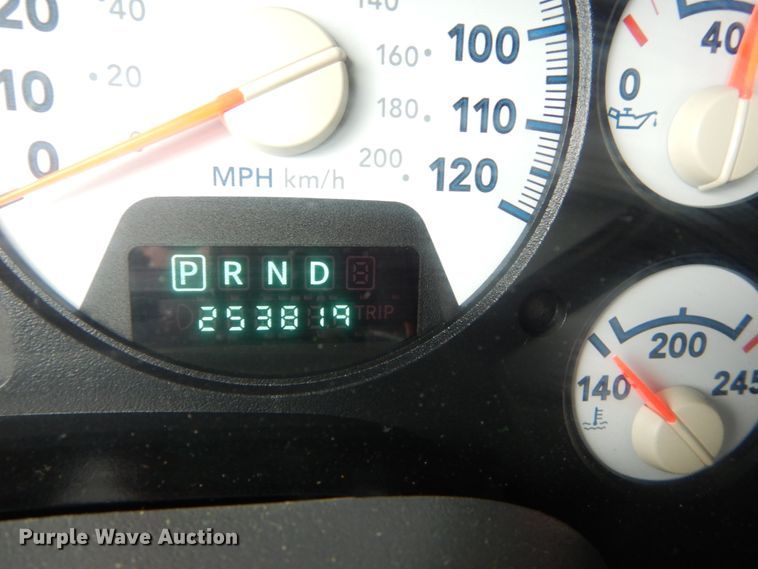 20 40 140
10 20 160 100
0 180 110
200 120
MPH km/h
0 40
P R N D
253819 TRIP
140 200 245
Purple Wave Auction